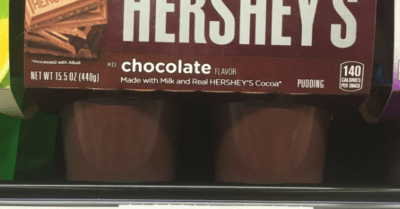 HERSHEY'S
*Processed with Alkali
KD chocolate FLAVOR
NET WT 15.5 OZ (440g)
Made with Milk and Real HERSHEY'S Cocoa*
PUDDING
140
CALORIES
PER SNACK